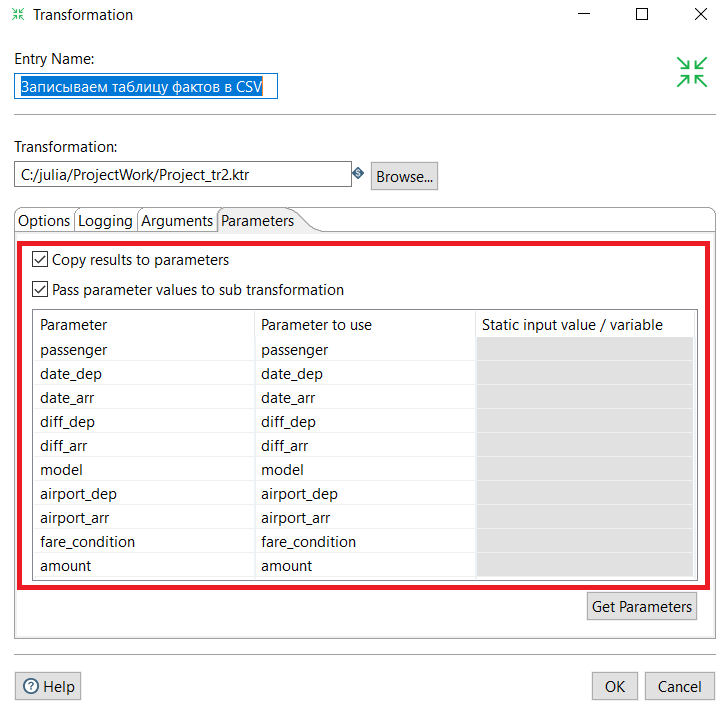 Transformation
Entry Name:
Записываем таблицу фактов в CSV
Transformation:
C:/julia/ProjectWork/Project_tr2.ktr
Browse...
Options Logging Arguments Parameters
Copy results to parameters
Pass parameter values to sub transformation
Parameter Parameter to use Static input value / variable
passenger passenger
date_dep date_dep
date_arr date_arr
diff_dep diff_dep
diff_arr diff_arr
model model
airport_dep airport_dep
airport_arr airport_arr
fare_condition fare_condition
amount amount
Get Parameters
Help OK Cancel